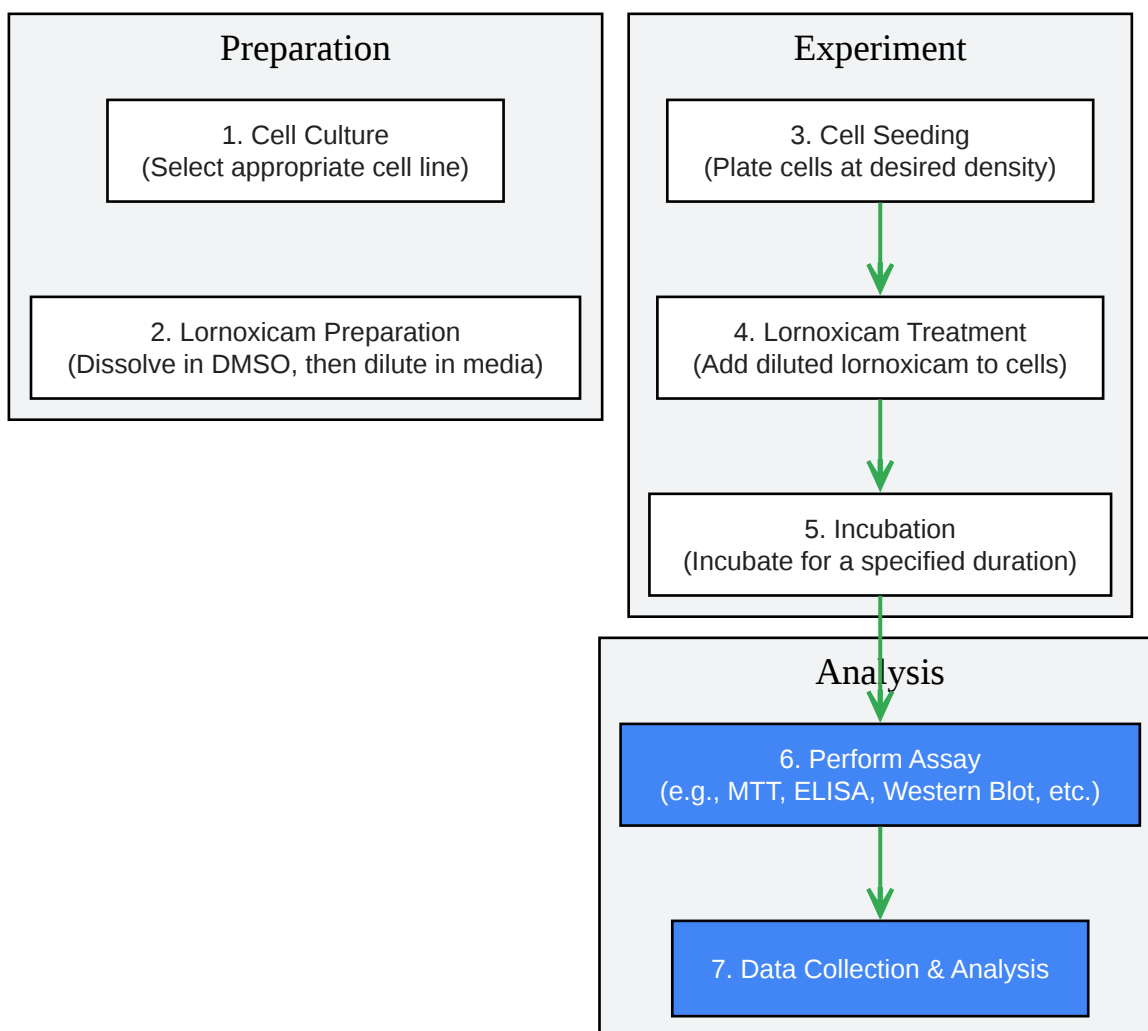 Preparation
1. Cell Culture
(Select appropriate cell line)
2. Lornoxicam Preparation
(Dissolve in DMSO, then dilute in media)
Experiment
3. Cell Seeding
(Plate cells at desired density)
4. Lornoxicam Treatment
(Add diluted lornoxicam to cells)
5. Incubation
(Incubate for a specified duration)
Analysis
6. Perform Assay
(e.g., MTT, ELISA, Western Blot, etc.)
7. Data Collection & Analysis